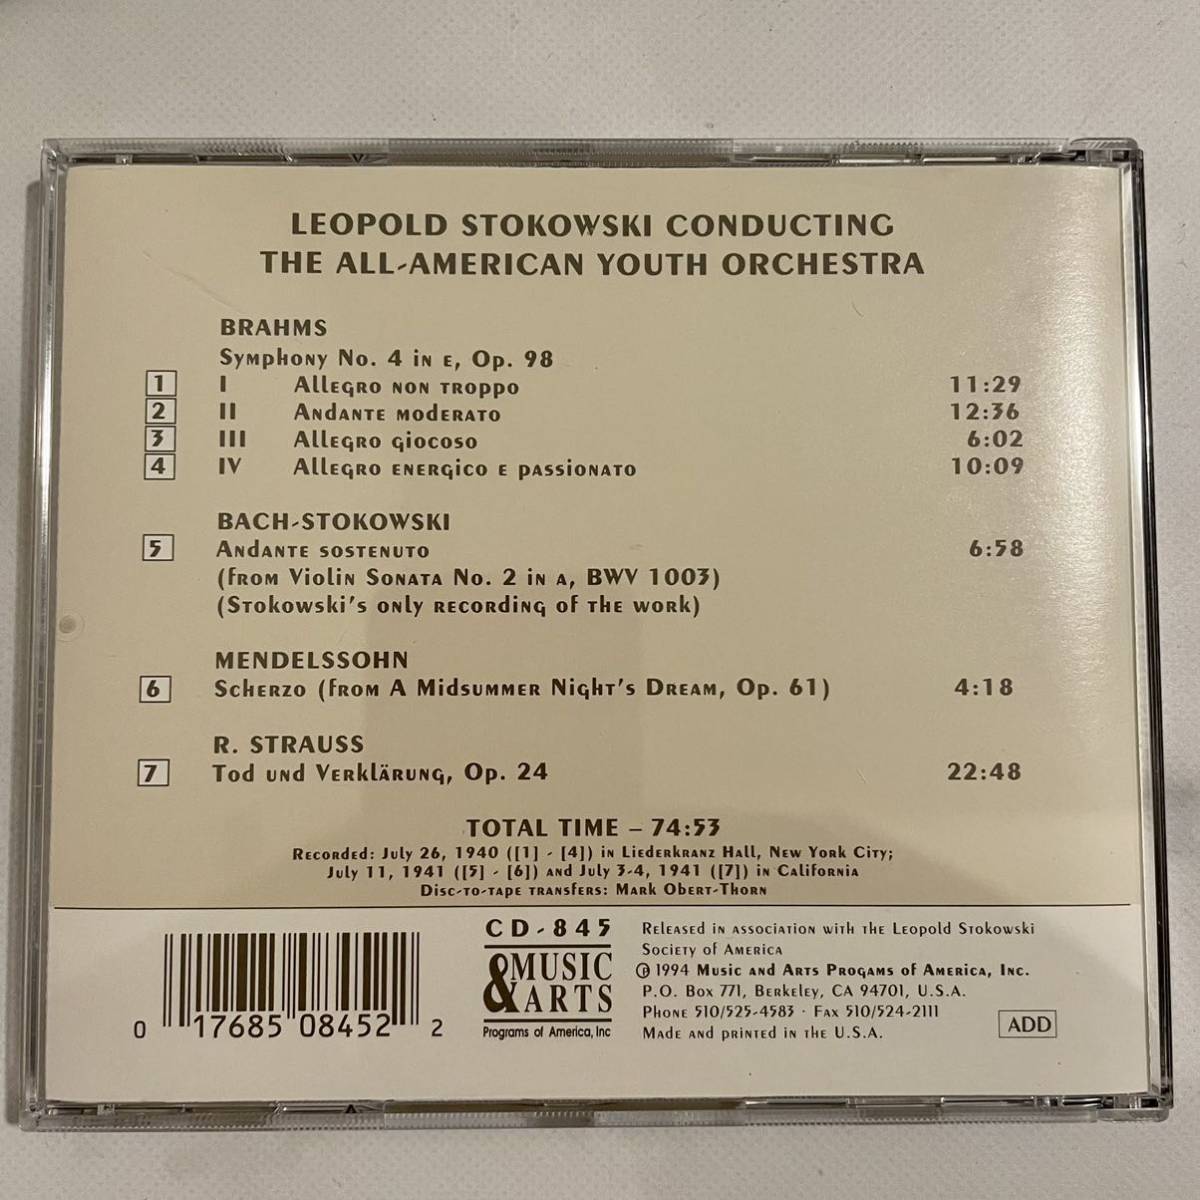 LEOPOLD STOKOWSKI CONDUCTING
THE ALL-AMERICAN YOUTH ORCHESTRA
BRAHMS
Symphony No. 4 in e, Op. 98
1 I Allegro non troppo 11:29
2 II Andante moderato 12:36
3 III Allegro giocoso 6:02
4 IV Allegro energico e passionato 10:09
BACH-STOKOWSKI
5 Andante sostenuto 6:58
(from Violin Sonata No. 2 in a, BWV 1003)
(Stokowski's only recording of the work)
MENDELSSOHN
6 Scherzo (from A Midsummer Night's Dream, Op. 61) 4:18
R. STRAUSS
7 Tod und Verklärung, Op. 24 22:48
TOTAL TIME – 74:53
Recorded: July 26, 1940 ([1] - [4]) in Liederkranz Hall, New York City;
July 11, 1941 ([5] - [6]) and July 3-4, 1941 ([7]) in California
Disc-to-tape transfers: Mark Obert-Thorn
0 17685 08452 2
CD-845
MUSIC
& ARTS
Programs of America, Inc
Released in association with the Leopold Stokowski
Society of America
℗ 1994 Music and Arts Progams of America, Inc.
P.O. Box 771, Berkeley, CA 94701, U.S.A.
Phone 510/525-4583 · Fax 510/524-2111
Made and printed in the U.S.A.
ADD